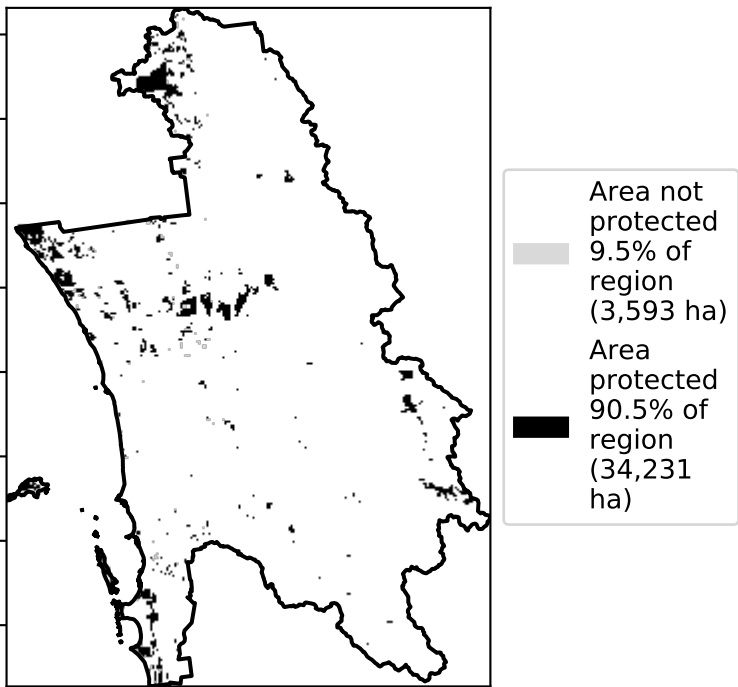 Area not
protected
9.5% of
region
(3,593 ha)
Area
protected
90.5% of
region
(34,231
ha)